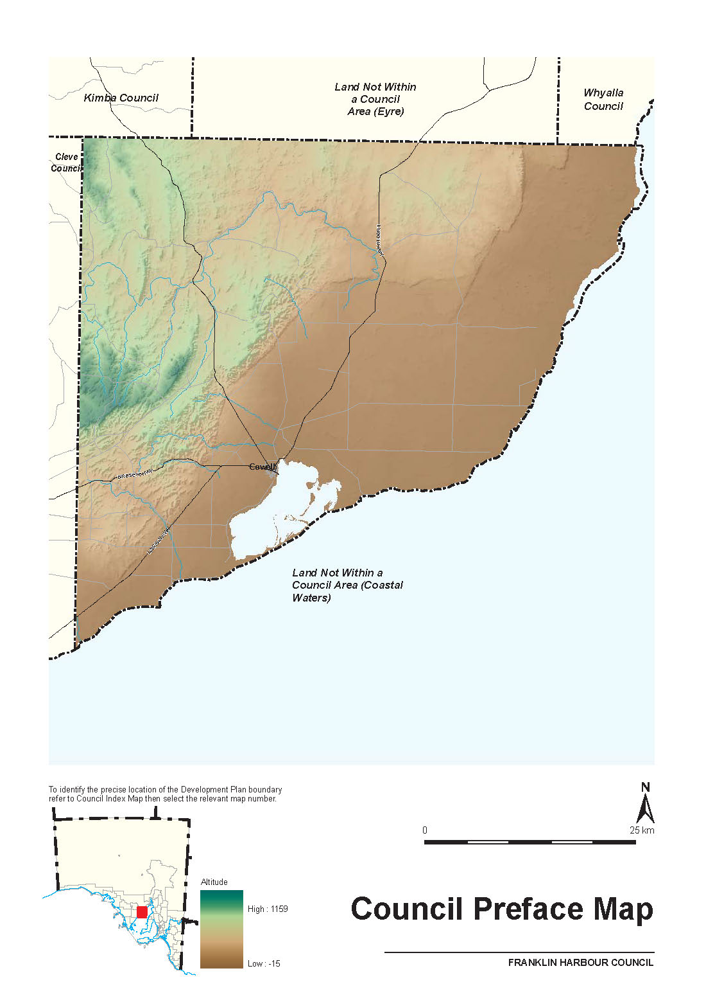 Kimba Council
Land Not Within
a Council
Area (Eyre)
Whyalla
Council
Cleve
Council
Cowell
Land Not Within a
Council Area (Coastal
Waters)
To identify the precise location of the Development Plan boundary
refer to Council Index Map then select the relevant map number.
N
0
25 km
Altitude
High : 1159
Low : -15
Council Preface Map
FRANKLIN HARBOUR COUNCIL